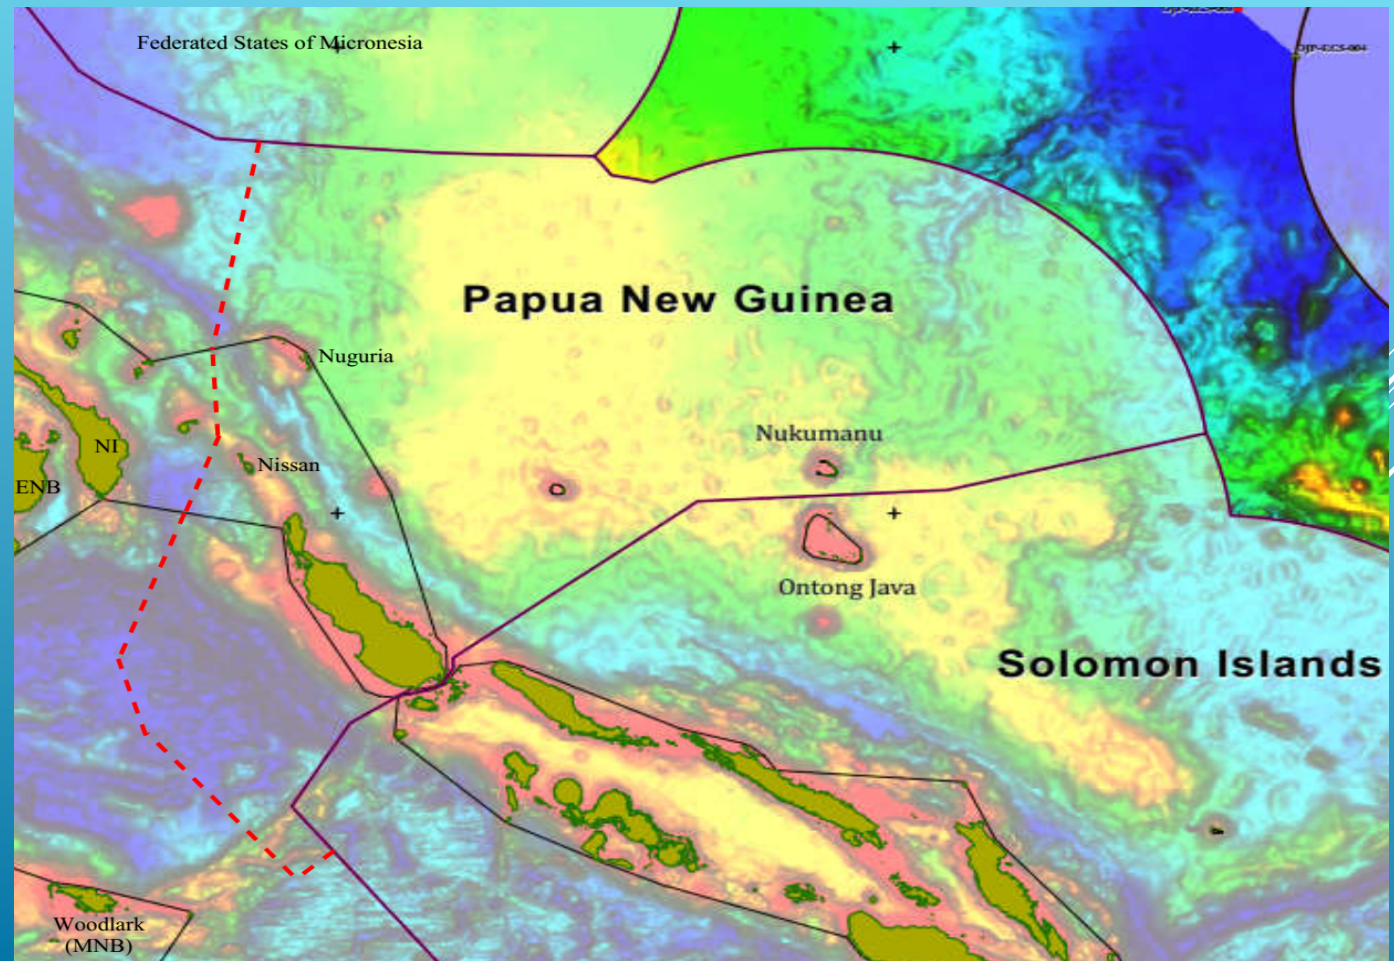 Federated States of Micronesia
Papua New Guinea
Nuguria
Nukumanu
NI
Nissan
ENB
Ontong Java
Solomon Islands
Woodlark
(MNB)